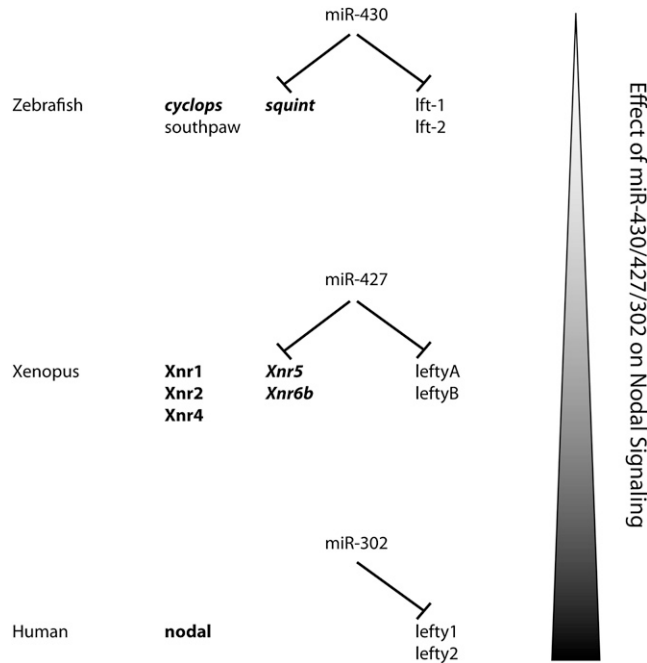 miR-430
Zebrafish cyclops squint lft-1
southpaw lft-2
miR-427
Xenopus Xnr1 Xnr5 leftyA
Xnr2 Xnr6b leftyB
Xnr4
miR-302
Human nodal lefty1
lefty2
Effect of miR-430/427/302 on Nodal Signaling